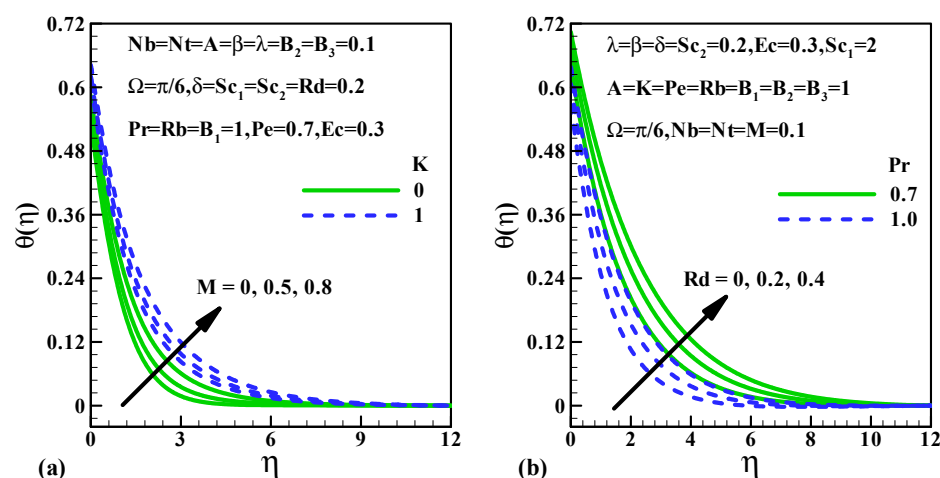 0.72
0.6
0.48
0.36
0.24
0.12
0
θ(η)
Nb=Nt=A=β=λ=B₂=B₃=0.1
Ω=π/6,δ=Sc₁=Sc₂=Rd=0.2
Pr=Rb=B₁=1,Pe=0.7,Ec=0.3
K
0
1
M = 0, 0.5, 0.8
0 3 6 9 12
(a) η
0.72
0.6
0.48
0.36
0.24
0.12
0
θ(η)
λ=β=δ=Sc₂=0.2,Ec=0.3,Sc₁=2
A=K=Pe=Rb=B₁=B₂=B₃=1
Ω=π/6,Nb=Nt=M=0.1
Pr
0.7
1.0
Rd = 0, 0.2, 0.4
0 2 4 6 8 10 12
(b) η